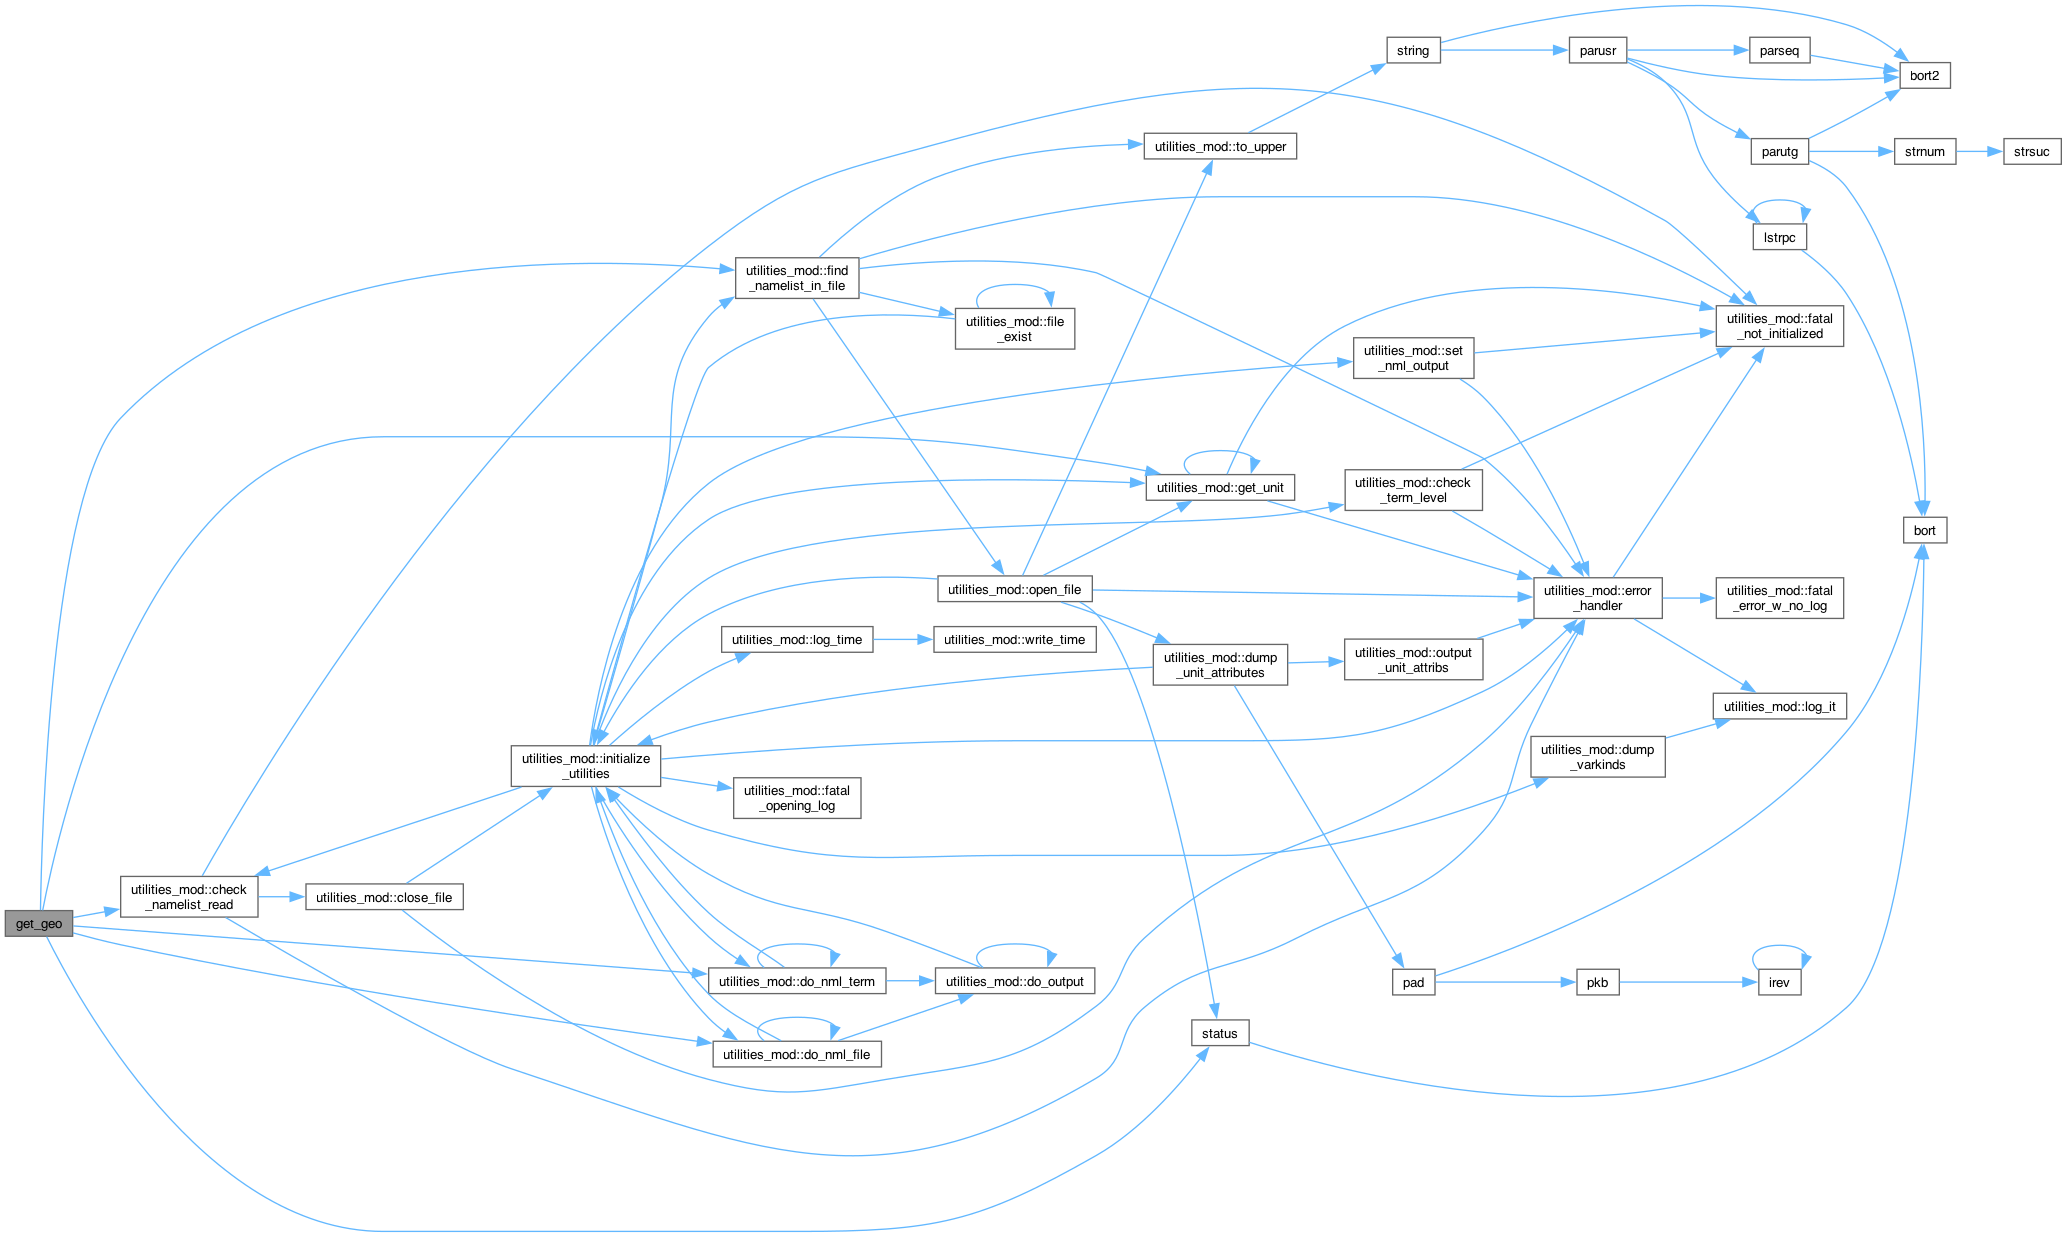 string
parusr
parseq
bort2
utilities_mod::to_upper
parutg
strnum
strsuc
lstrpc
utilities_mod::find
_namelist_in_file
utilities_mod::file
_exist
utilities_mod::fatal
_not_initialized
utilities_mod::set
_nml_output
utilities_mod::get_unit
utilities_mod::check
_term_level
bort
utilities_mod::open_file
utilities_mod::error
_handler
utilities_mod::fatal
_error_w_no_log
utilities_mod::log_time
utilities_mod::write_time
utilities_mod::dump
_unit_attributes
utilities_mod::output
_unit_attribs
utilities_mod::log_it
utilities_mod::initialize
_utilities
utilities_mod::dump
_varkinds
utilities_mod::fatal
_opening_log
utilities_mod::check
_namelist_read
utilities_mod::close_file
get_geo
utilities_mod::do_nml_term
utilities_mod::do_output
pad
pkb
irev
status
utilities_mod::do_nml_file